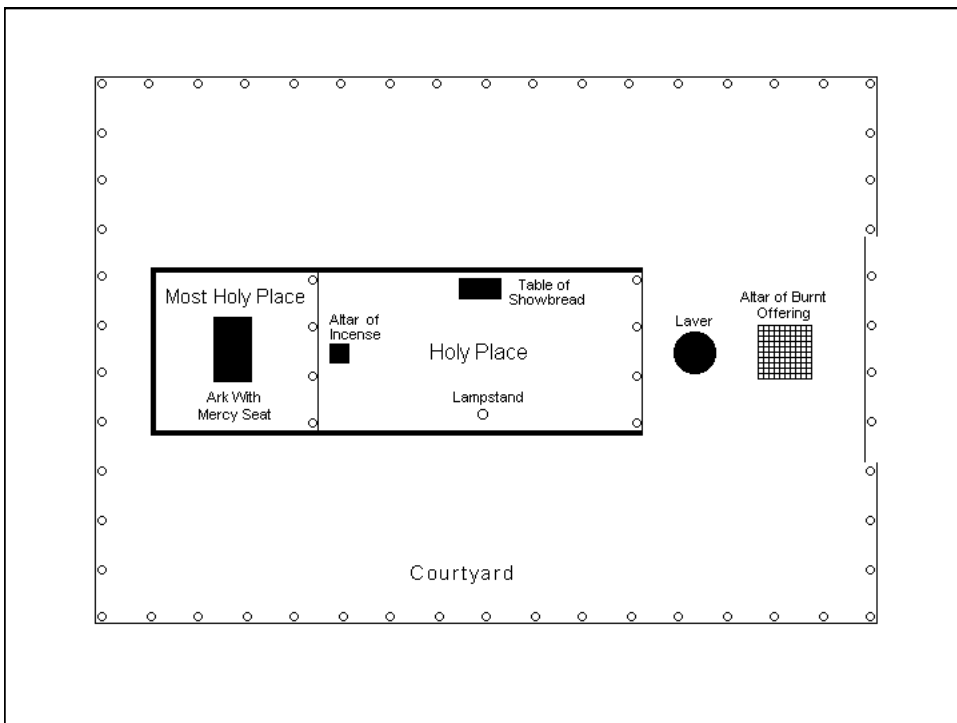 Most Holy Place
Ark With
Mercy Seat
Altar of
Incense
Table of
Showbread
Holy Place
Lampstand
Laver
Altar of Burnt
Offering
Courtyard